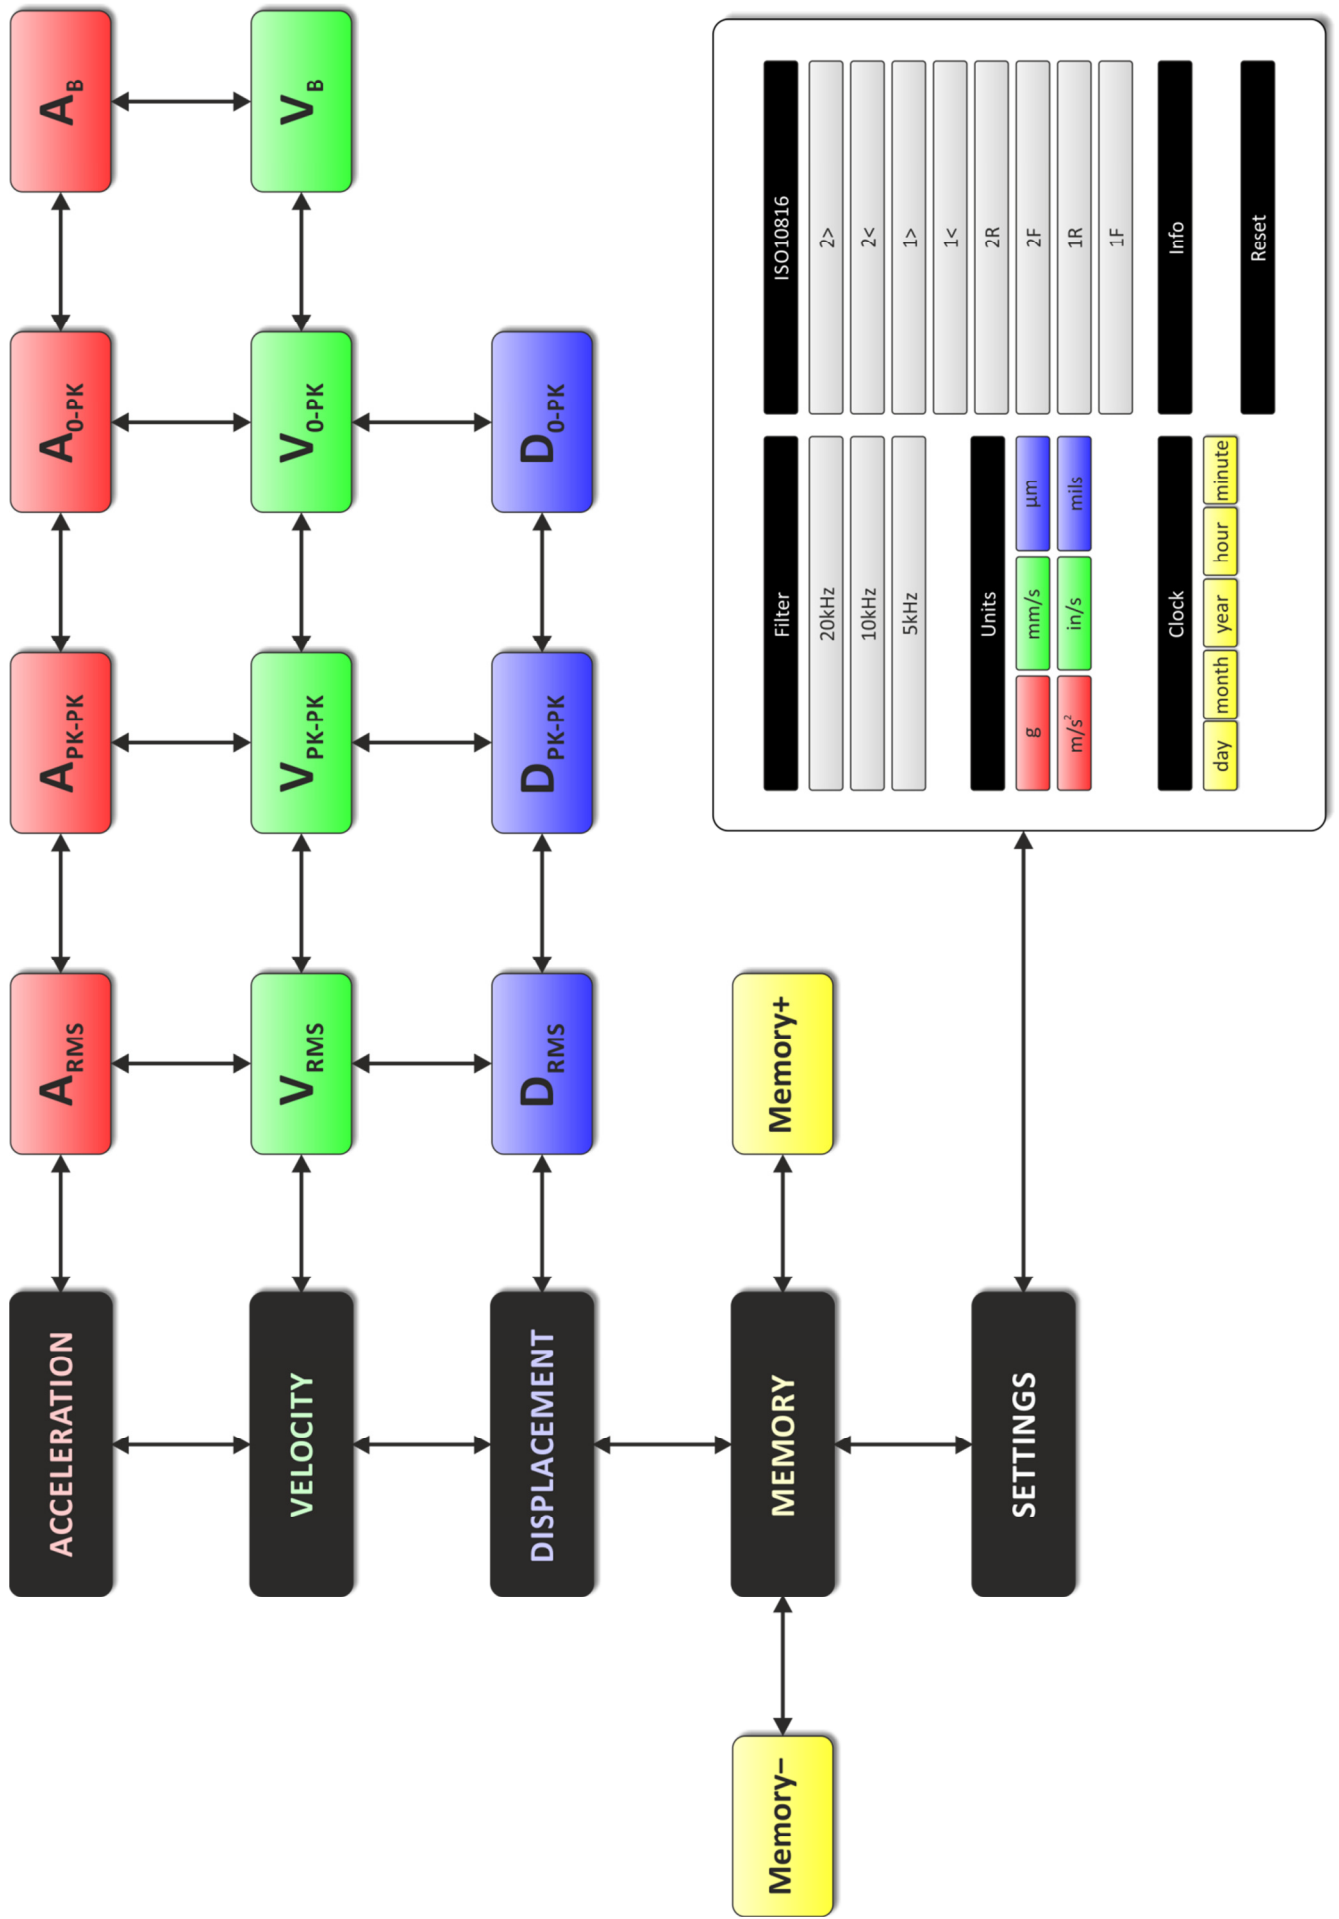 ACCELERATION
A RMS
A PK-PK
A 0-PK
A B
VELOCITY
V RMS
V PK-PK
V 0-PK
V B
DISPLACEMENT
D RMS
D PK-PK
D 0-PK
Memory–
MEMORY
Memory+
SETTINGS
Filter
20kHz
10kHz
5kHz
Units
g mm/s µm
m/s² in/s mils
Clock
day month year hour minute
ISO10816
2>
2<
1>
1<
2R
2F
1R
1F
Info
Reset